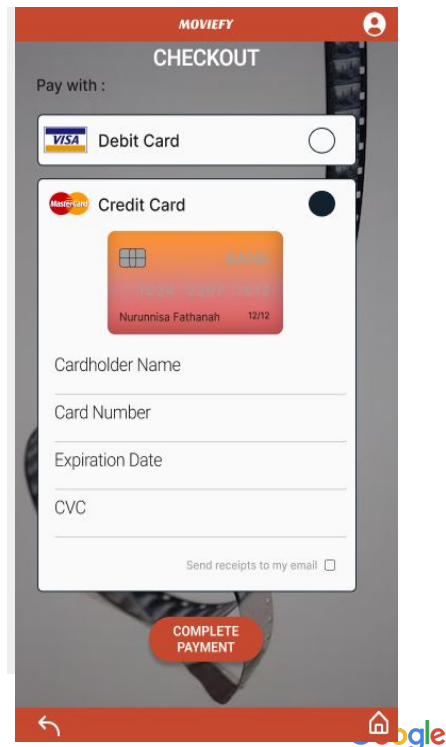 MOVIEFY
CHECKOUT
Pay with :
VISA Debit Card
MasterCard Credit Card
BANK
Nurunnisa Fathanah 12/12
Cardholder Name
Card Number
Expiration Date
CVC
Send receipts to my email
COMPLETE
PAYMENT